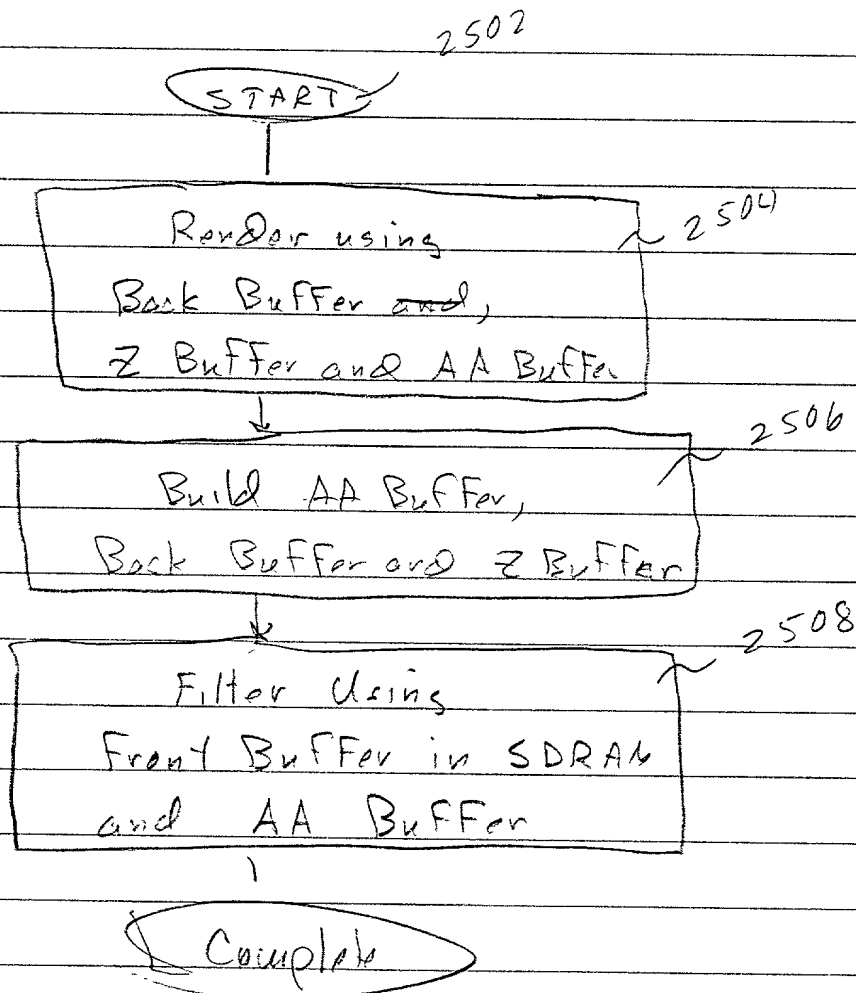 2502
START
2504
Render using
Back Buffer and,
Z Buffer and AA Buffer
2506
Build AA Buffer,
Back Buffer and Z Buffer
2508
Filter Using
Front Buffer in SDRAM
and AA Buffer
Complete